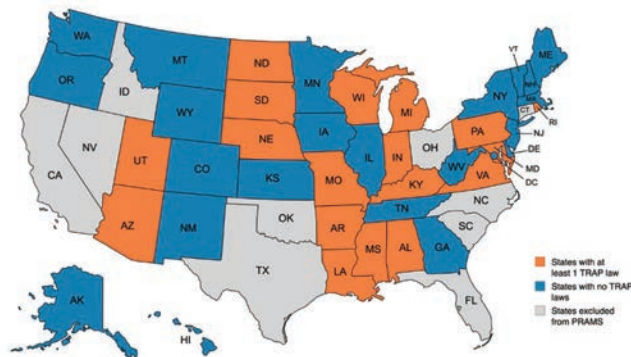 WA
OR
CA
NV
ID
MT
WY
UT
AZ
CO
NM
ND
SD
NE
KS
OK
TX
MN
IA
MO
AR
LA
WI
IL
MI
IN
KY
TN
MS
AL
GA
FL
SC
NC
VA
WV
OH
PA
NY
VT
NH
ME
MA
CT
RI
NJ
DE
MD
DC
AK
HI
States with at
least 1 TRAP law
States with no TRAP
laws
States excluded
from PRAMS